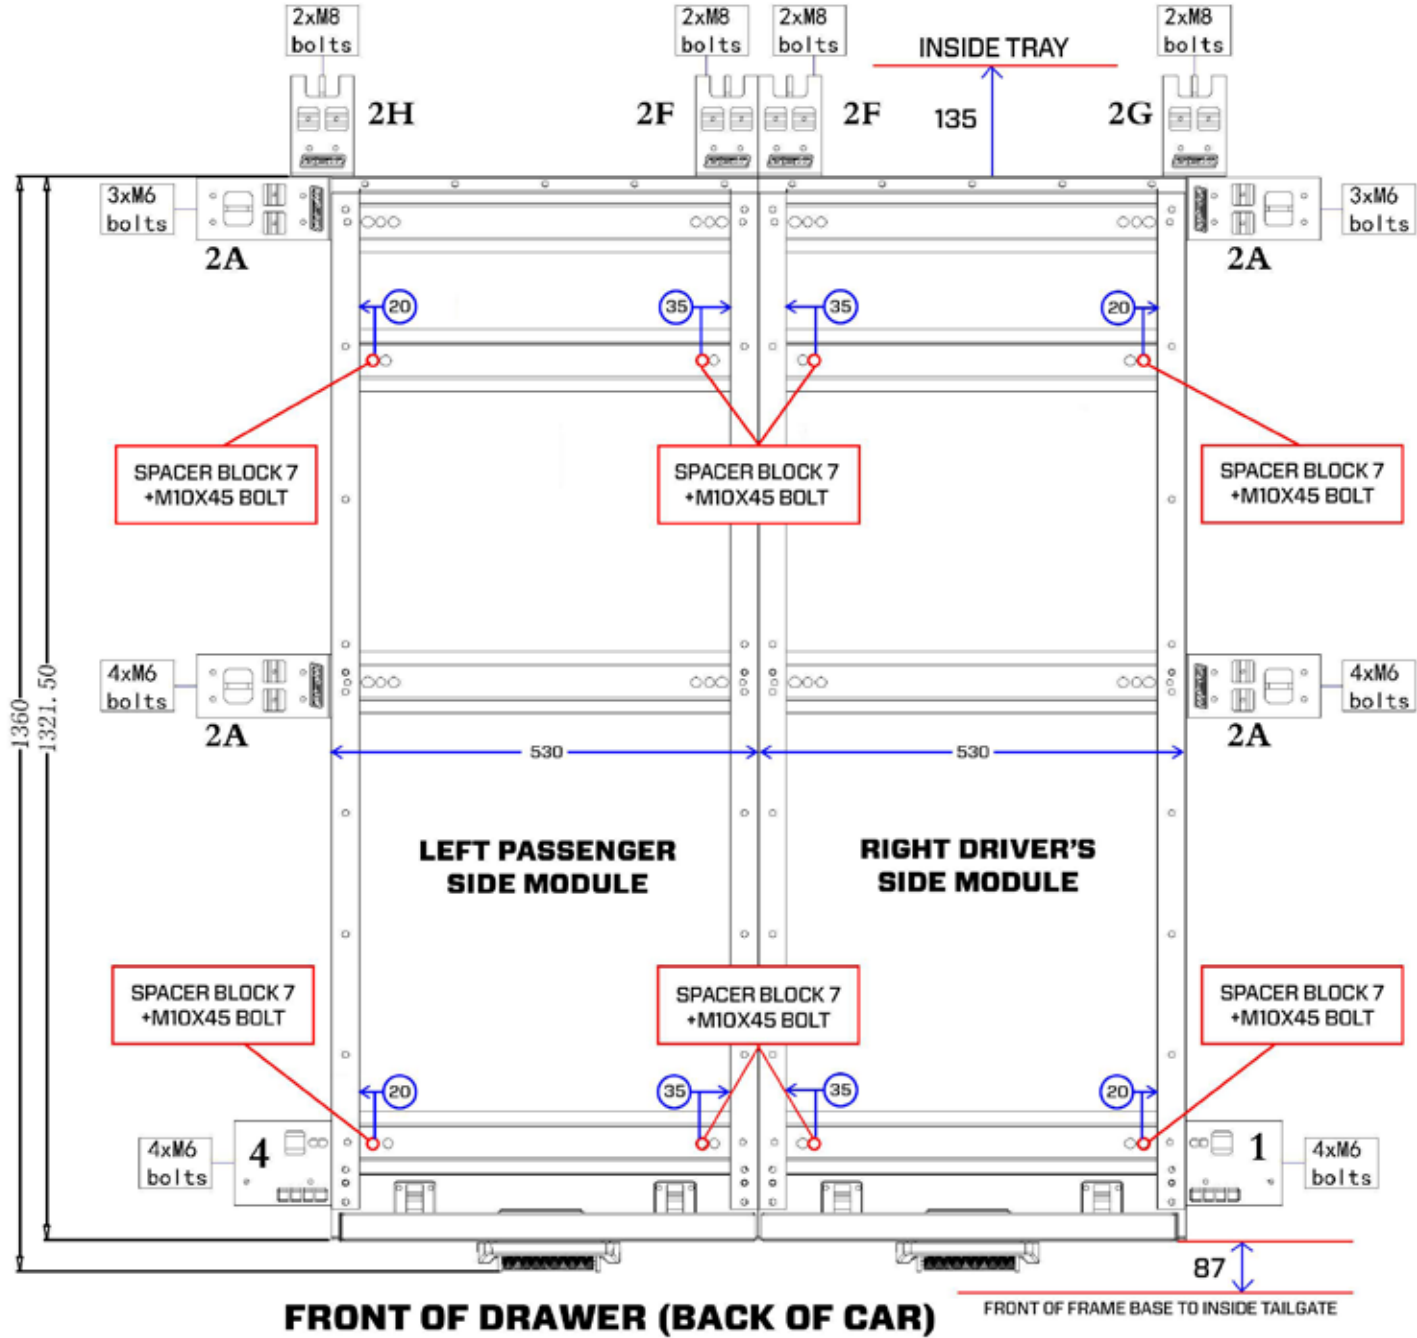 2xM8
bolts
2xM8
bolts
2xM8
bolts
2xM8
bolts
INSIDE TRAY
135
2H
2F
2F
2G
3xM6
bolts
2A
3xM6
bolts
2A
20
35
35
20
SPACER BLOCK 7
+M10X45 BOLT
SPACER BLOCK 7
+M10X45 BOLT
SPACER BLOCK 7
+M10X45 BOLT
1360
1321.50
4xM6
bolts
2A
4xM6
bolts
2A
530
530
LEFT PASSENGER
SIDE MODULE
RIGHT DRIVER'S
SIDE MODULE
SPACER BLOCK 7
+M10X45 BOLT
SPACER BLOCK 7
+M10X45 BOLT
SPACER BLOCK 7
+M10X45 BOLT
20
35
35
20
4xM6
bolts
4
1
4xM6
bolts
87
FRONT OF DRAWER (BACK OF CAR)
FRONT OF FRAME BASE TO INSIDE TAILGATE